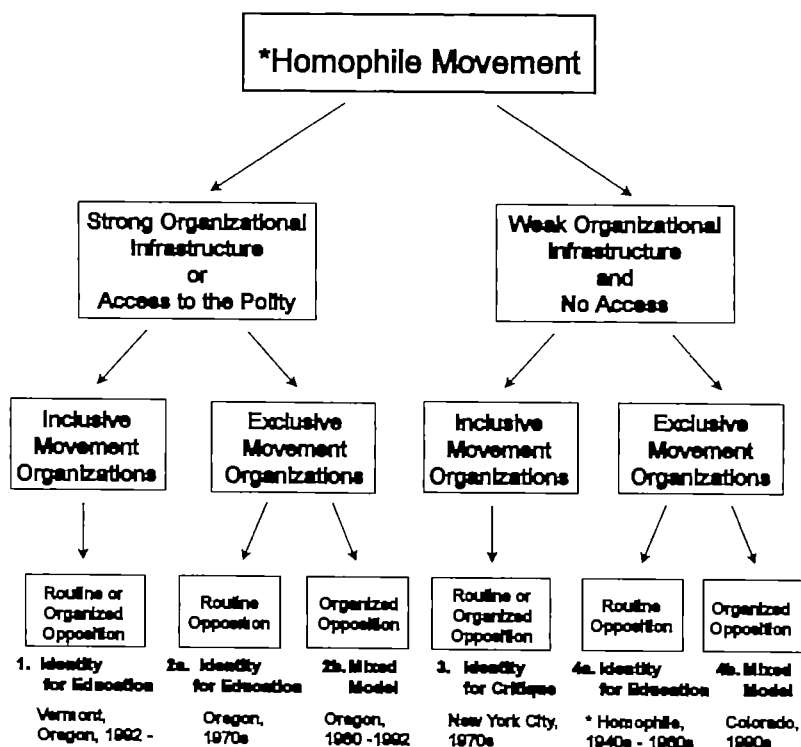 *Homophile Movement
Strong Organizational
Infrastructure
or
Access to the Polity
Weak Organizational
Infrastructure
and
No Access
Inclusive
Movement
Organizations
Exclusive
Movement
Organizations
Inclusive
Movement
Organizations
Exclusive
Movement
Organizations
Routine or
Organized
Opposition
Routine
Opposition
Organized
Opposition
Routine or
Organized
Opposition
Routine
Opposition
Organized
Opposition
1. Identity
for Education
2a. Identity
for Education
2b. Mixed
Model
3. Identity
for Critique
4a. Identity
for Education
4b. Mixed
Model
Vermont,
Oregon, 1992 -
Oregon,
1970s
Oregon,
1960 -1992
New York City,
1970s
* Homophile,
1940s - 1960s
Colorado,
1990s